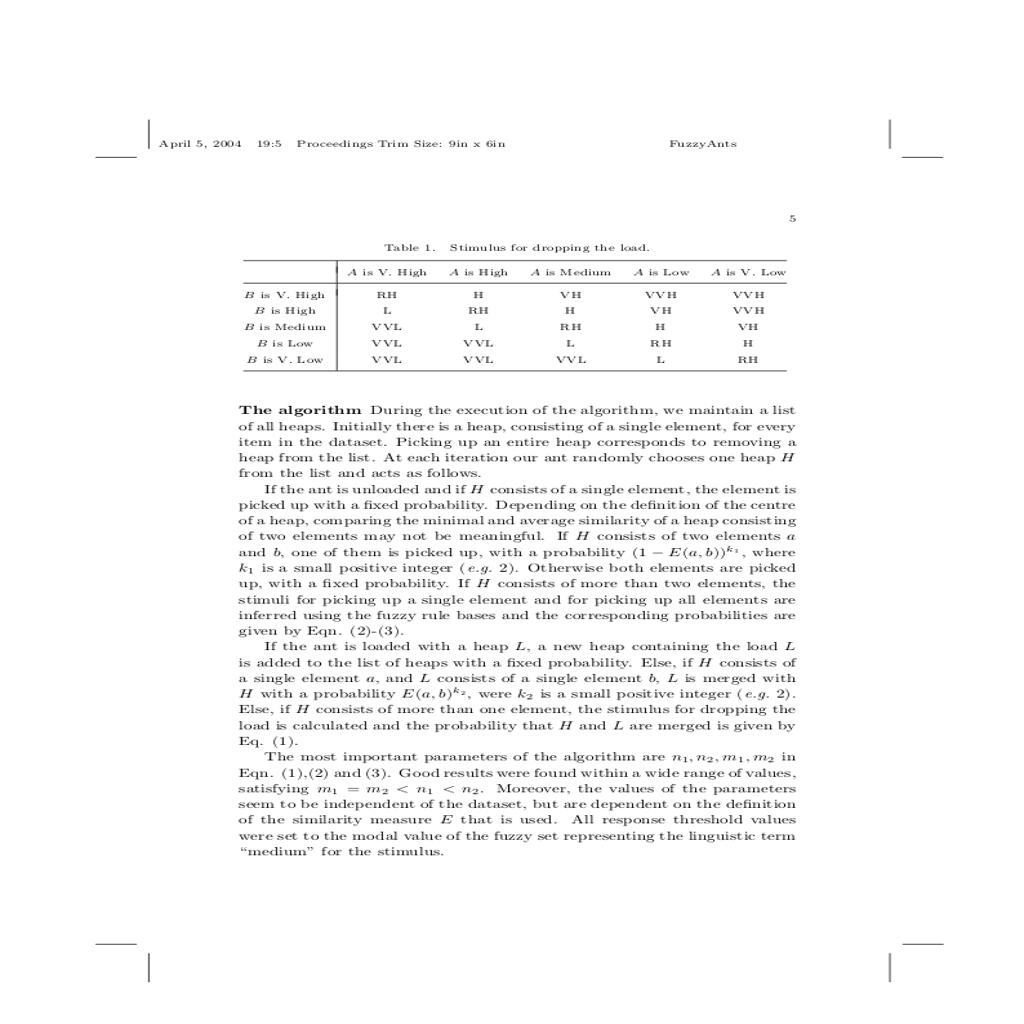 April 5, 2004 19:5 Proceedings Trim Size: 9in x 6in FuzzyAnts
5
Table 1. Stimulus for dropping the load.
A is V. High A is High A is Medium A is Low A is V. Low
B is V. High RH H VH VVH VVH
B is High L RH H VH VVH
B is Medium VVL L RH H VH
B is Low VVL VVL L RH H
B is V. Low VVL VVL VVL L RH
The algorithm During the execution of the algorithm, we maintain a list
of all heaps. Initially there is a heap, consisting of a single element, for every
item in the dataset. Picking up an entire heap corresponds to removing a
heap from the list. At each iteration our ant randomly chooses one heap H
from the list and acts as follows.
If the ant is unloaded and if H consists of a single element, the element is
picked up with a fixed probability. Depending on the definition of the centre
of a heap, comparing the minimal and average similarity of a heap consisting
of two elements may not be meaningful. If H consists of two elements a
and b, one of them is picked up, with a probability (1 − E(a, b))^k₁, where
k₁ is a small positive integer (e.g. 2). Otherwise both elements are picked
up, with a fixed probability. If H consists of more than two elements, the
stimuli for picking up a single element and for picking up all elements are
inferred using the fuzzy rule bases and the corresponding probabilities are
given by Eqn. (2)-(3).
If the ant is loaded with a heap L, a new heap containing the load L
is added to the list of heaps with a fixed probability. Else, if H consists of
a single element a, and L consists of a single element b, L is merged with
H with a probability E(a, b)^k₂, were k₂ is a small positive integer (e.g. 2).
Else, if H consists of more than one element, the stimulus for dropping the
load is calculated and the probability that H and L are merged is given by
Eq. (1).
The most important parameters of the algorithm are n₁, n₂, m₁, m₂ in
Eqn. (1),(2) and (3). Good results were found within a wide range of values,
satisfying m₁ = m₂ < n₁ < n₂. Moreover, the values of the parameters
seem to be independent of the dataset, but are dependent on the definition
of the similarity measure E that is used. All response threshold values
were set to the modal value of the fuzzy set representing the linguistic term
“medium” for the stimulus.